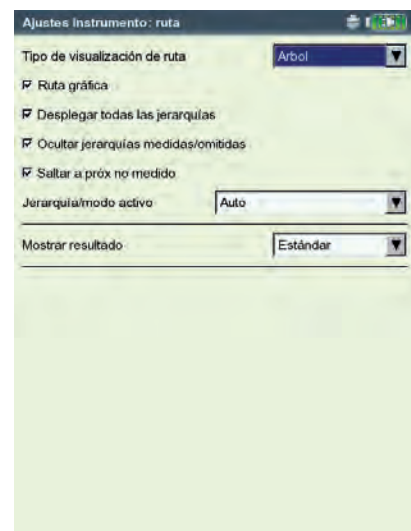 Ajustes instrumento: ruta
Tipo de visualización de ruta Arbol
Ruta gráfica
Desplegar todas las jerarquías
Ocultar jerarquías medidas/omitidas
Saltar a próx no medido
Jerarquía/modo activo Auto
Mostrar resultado Estándar